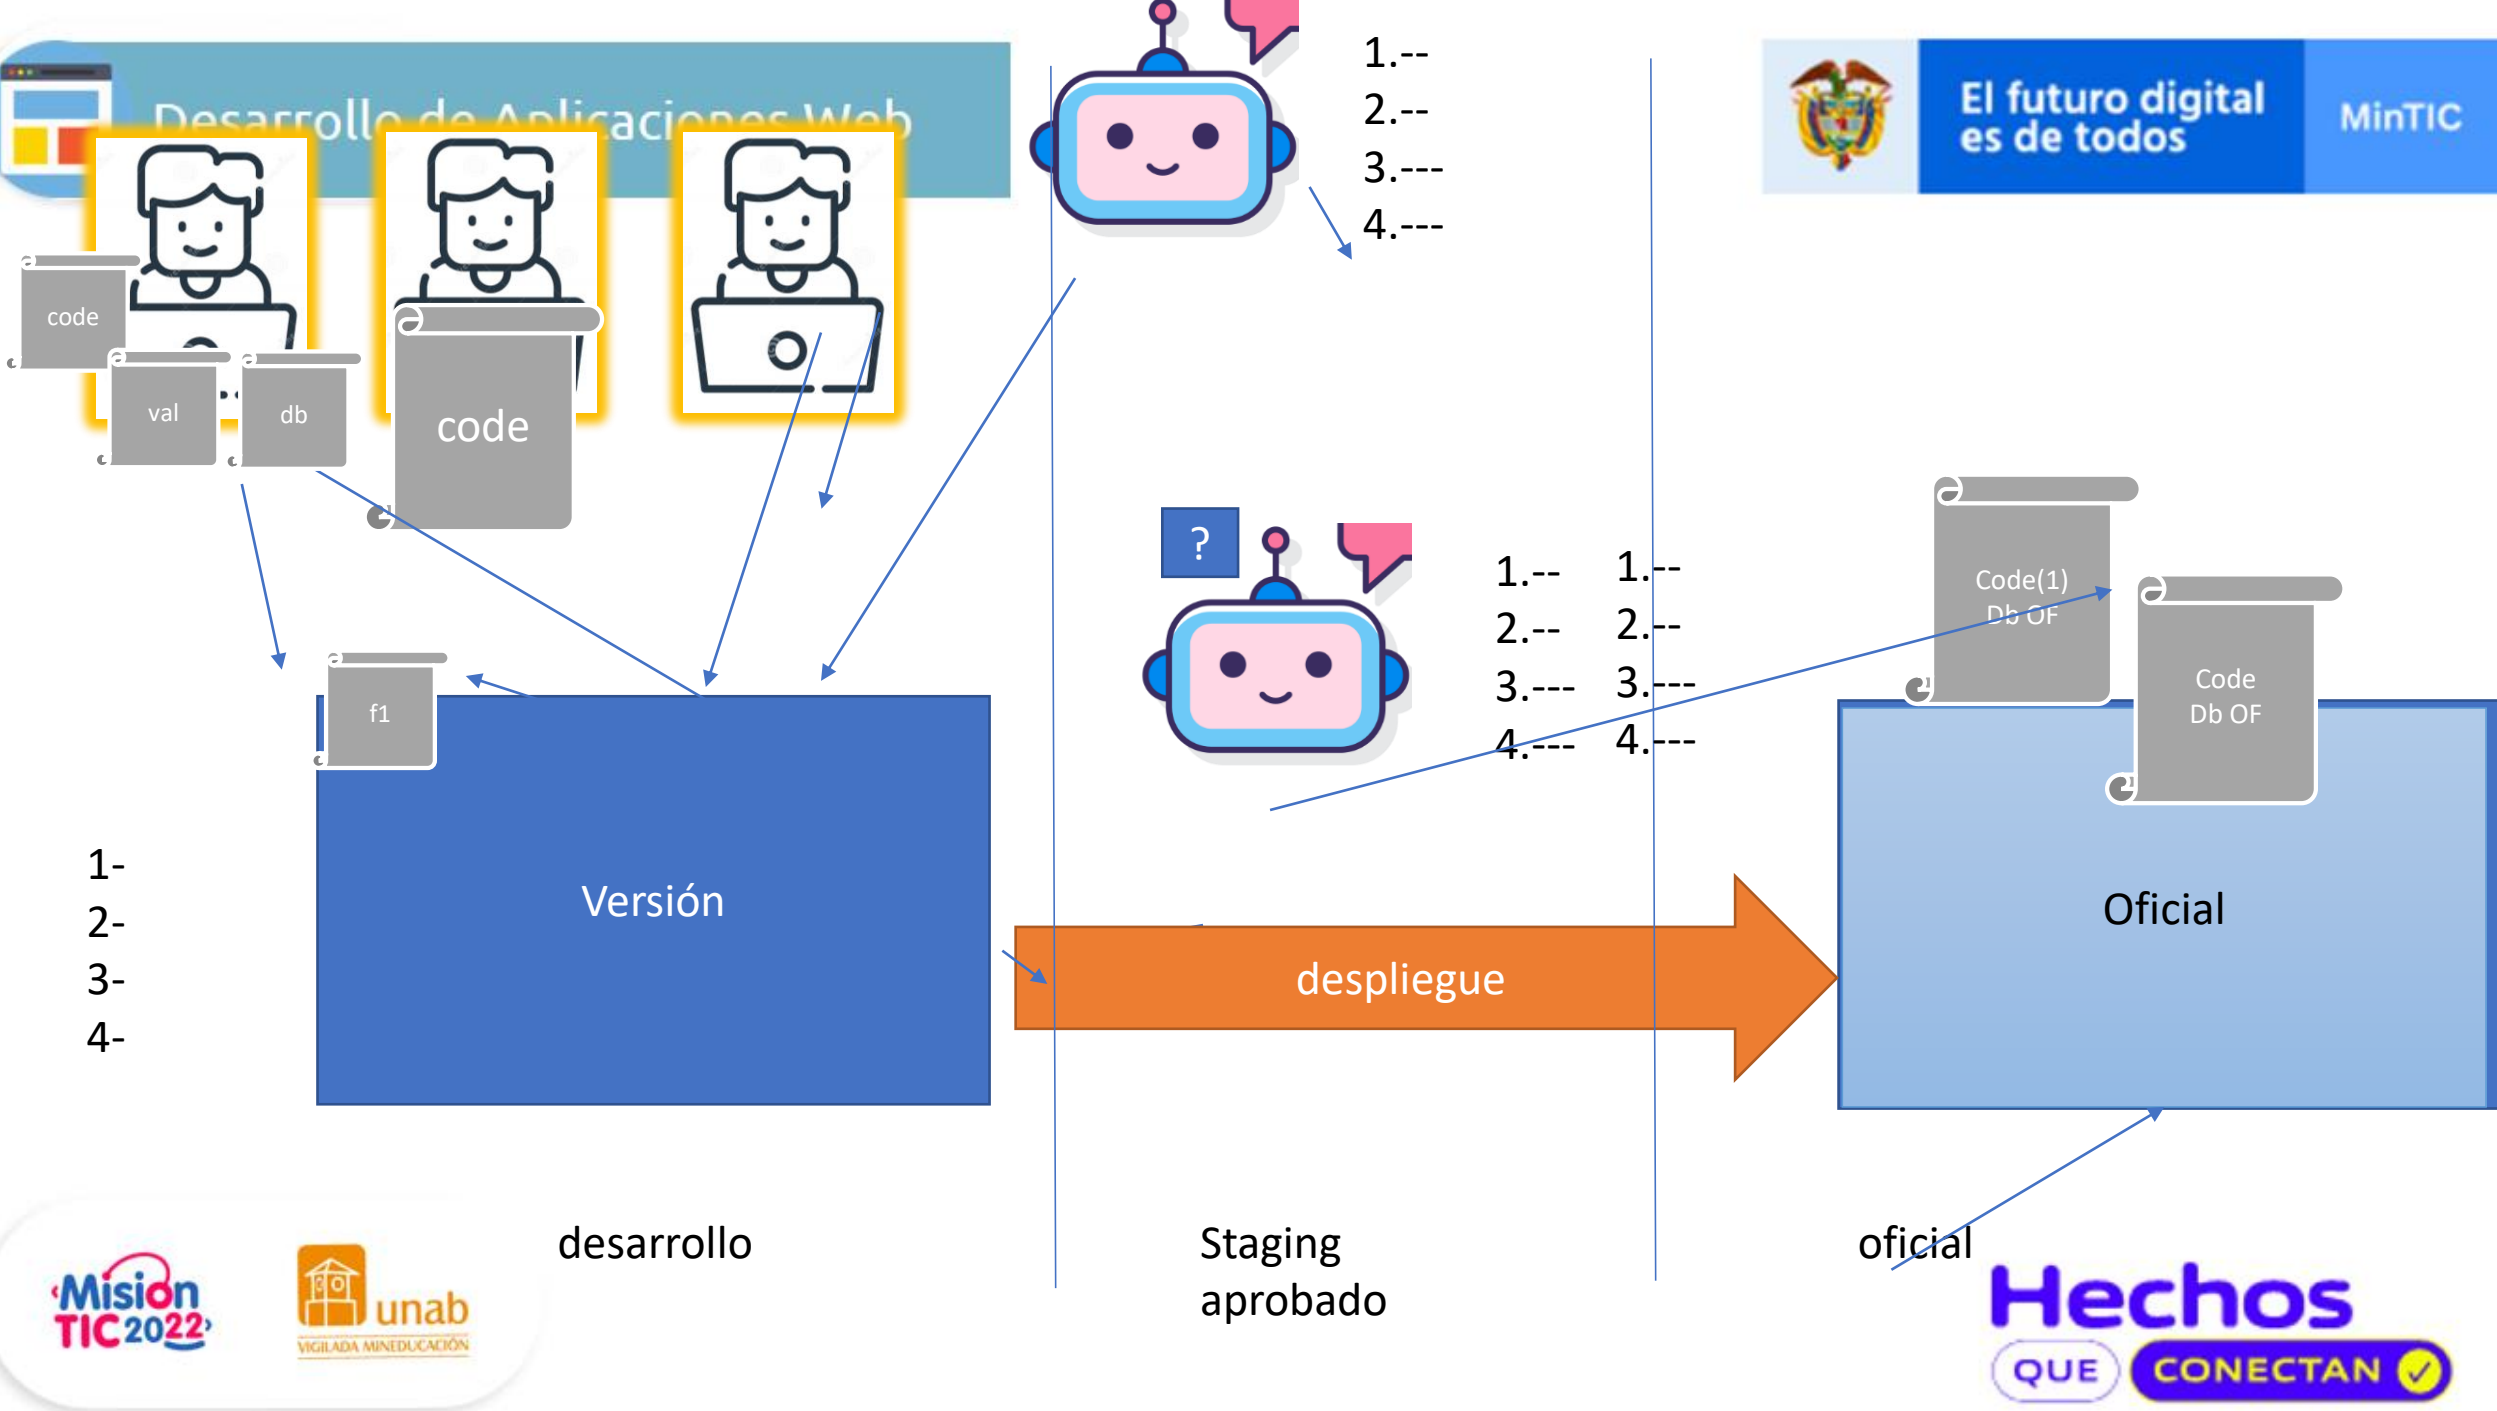 Desarrollo de Aplicaciones Web
1.--
2.--
3.---
4.---
El futuro digital
es de todos
MinTIC
code
val
db
code
?
1.--
2.--
3.---
4.---
1.--
2.--
3.---
4.---
Code(1)
Db OF
Code
Db OF
f1
1-
2-
3-
4-
Versión
despliegue
Oficial
desarrollo
Staging
aprobado
oficial
‹Misión
TIC 2022›
unab
VIGILADA MINEDUCACIÓN
Hechos
QUE CONECTAN